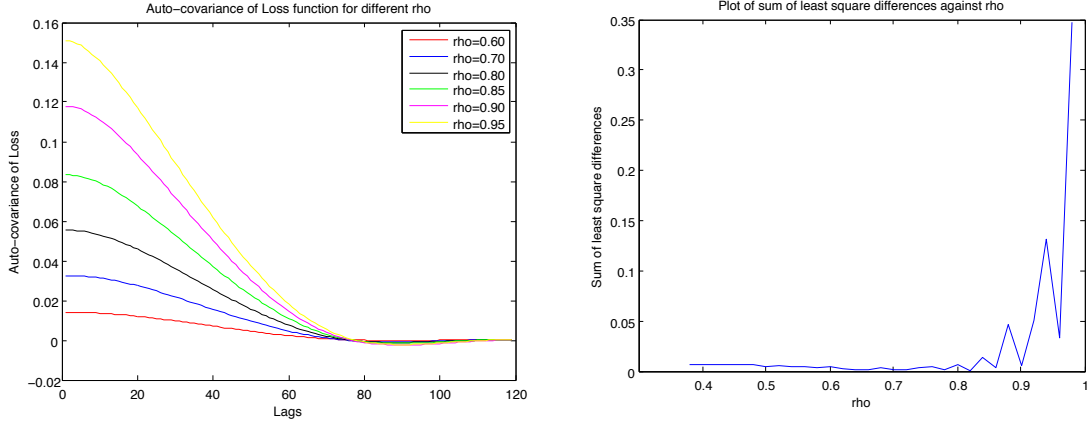 Auto-covariance of Loss function for different rho
Auto-covariance of Loss
0.16
0.14
0.12
0.1
0.08
0.06
0.04
0.02
0
−0.02
0
20
40
60
80
100
120
Lags
rho=0.60
rho=0.70
rho=0.80
rho=0.85
rho=0.90
rho=0.95
Plot of sum of least square differences against rho
Sum of least square differences
0.35
0.3
0.25
0.2
0.15
0.1
0.05
0
0.4
0.5
0.6
0.7
0.8
0.9
1
rho